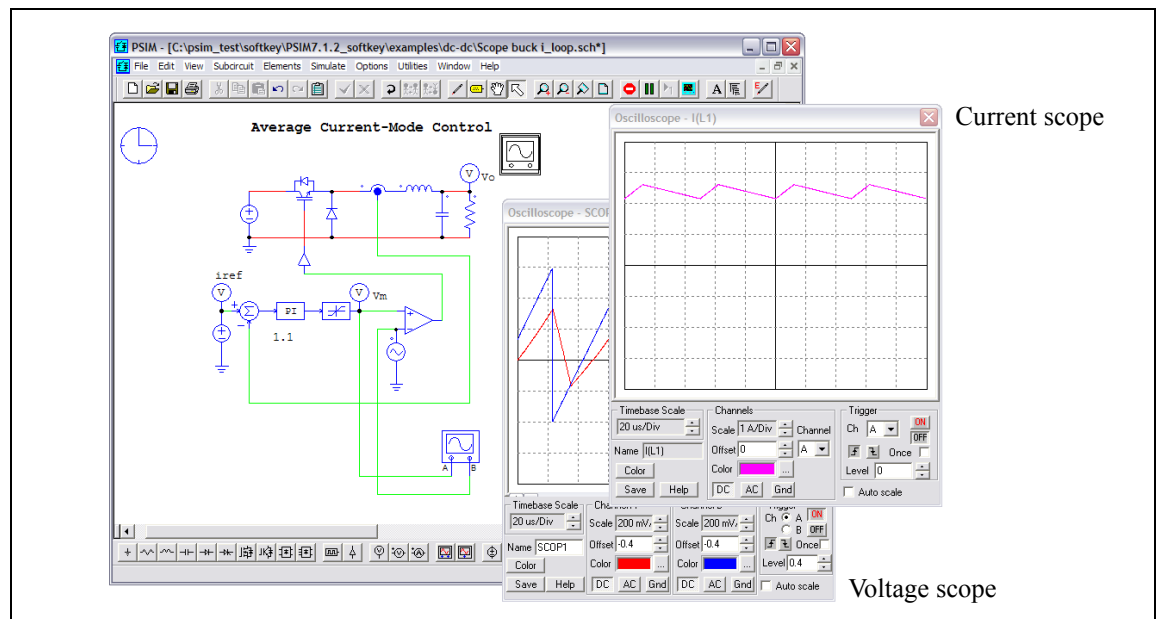 PSIM - [C:\psim_test\softkey\PSIM7.1.2_softkey\examples\dc-dc\Scope buck i_loop.sch*]
File Edit View Subcircuit Elements Simulate Options Utilities Window Help
Average Current-Mode Control
V Vo
iref
V
V Vm
PI
1.1
A B
Oscilloscope - I(L1)
Current scope
Timebase Scale
20 us/Div
Name I(L1)
Color
Save Help
Channels
Scale 1 A/Div Channel
Offset 0 A
Color ...
DC AC Gnd
Trigger
Ch A ON
OFF
Once
Level 0
Auto scale
Oscilloscope - SCOP
Timebase Scale
20 us/Div
Name SCOP1
Color
Save Help
Scale 200 mV/
Offset -0.4
Color ...
DC AC Gnd
Scale 200 mV/
Offset -0.4
Color ...
DC AC Gnd
Trigger
Ch A ON
B OFF
Once
Level 0.4
Auto scale
Voltage scope